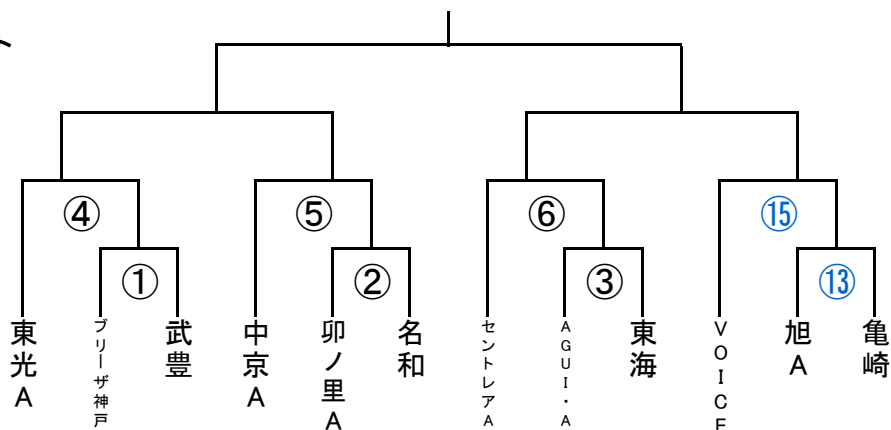 ④
⑤
⑥
⑮
①
②
③
⑬
東光A
ブリーザ神戸
武豊
中京A
卯ノ里A
名和
セントレアA
AGUI・A
東海
VOICE
旭A
亀崎